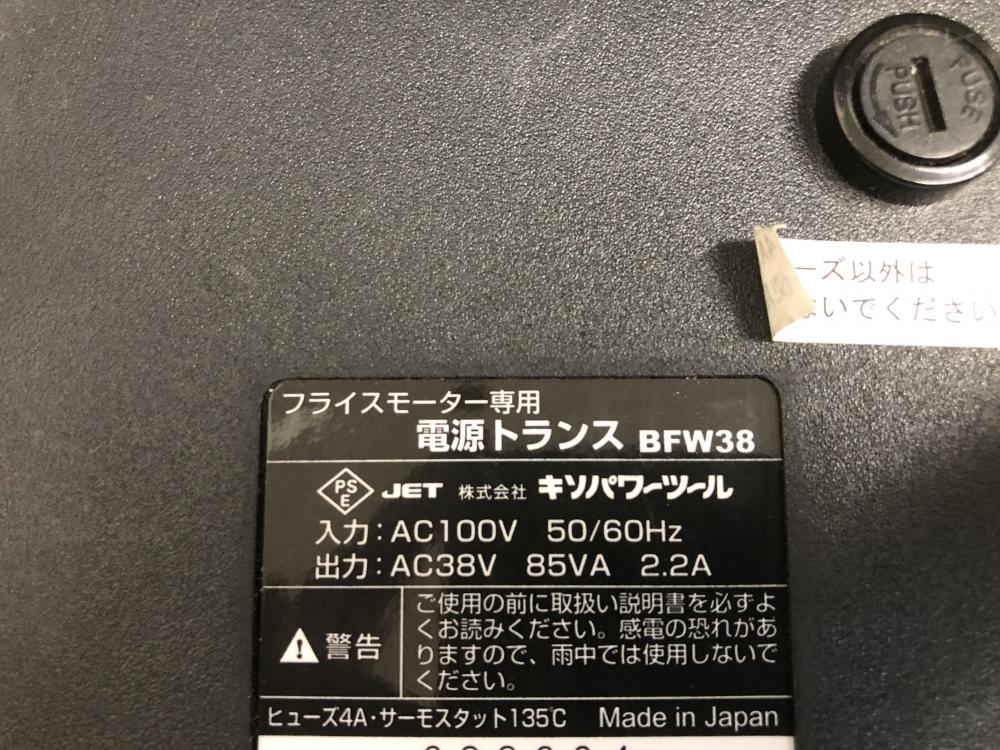 FUSE
PUSH
ーズ以外は
ないでください
フライスモーター専用
電源トランス BFW38
PS
E
JET 株式会社 キソパワーツール
入力：AC100V 50/60Hz
出力：AC38V 85VA 2.2A
警告
ご使用の前に取扱い説明書を必ずよ
くお読みください。感電の恐れがあ
りますので、雨中では使用しないで
ください。
ヒューズ4A・サーモスタット135℃ Made in Japan